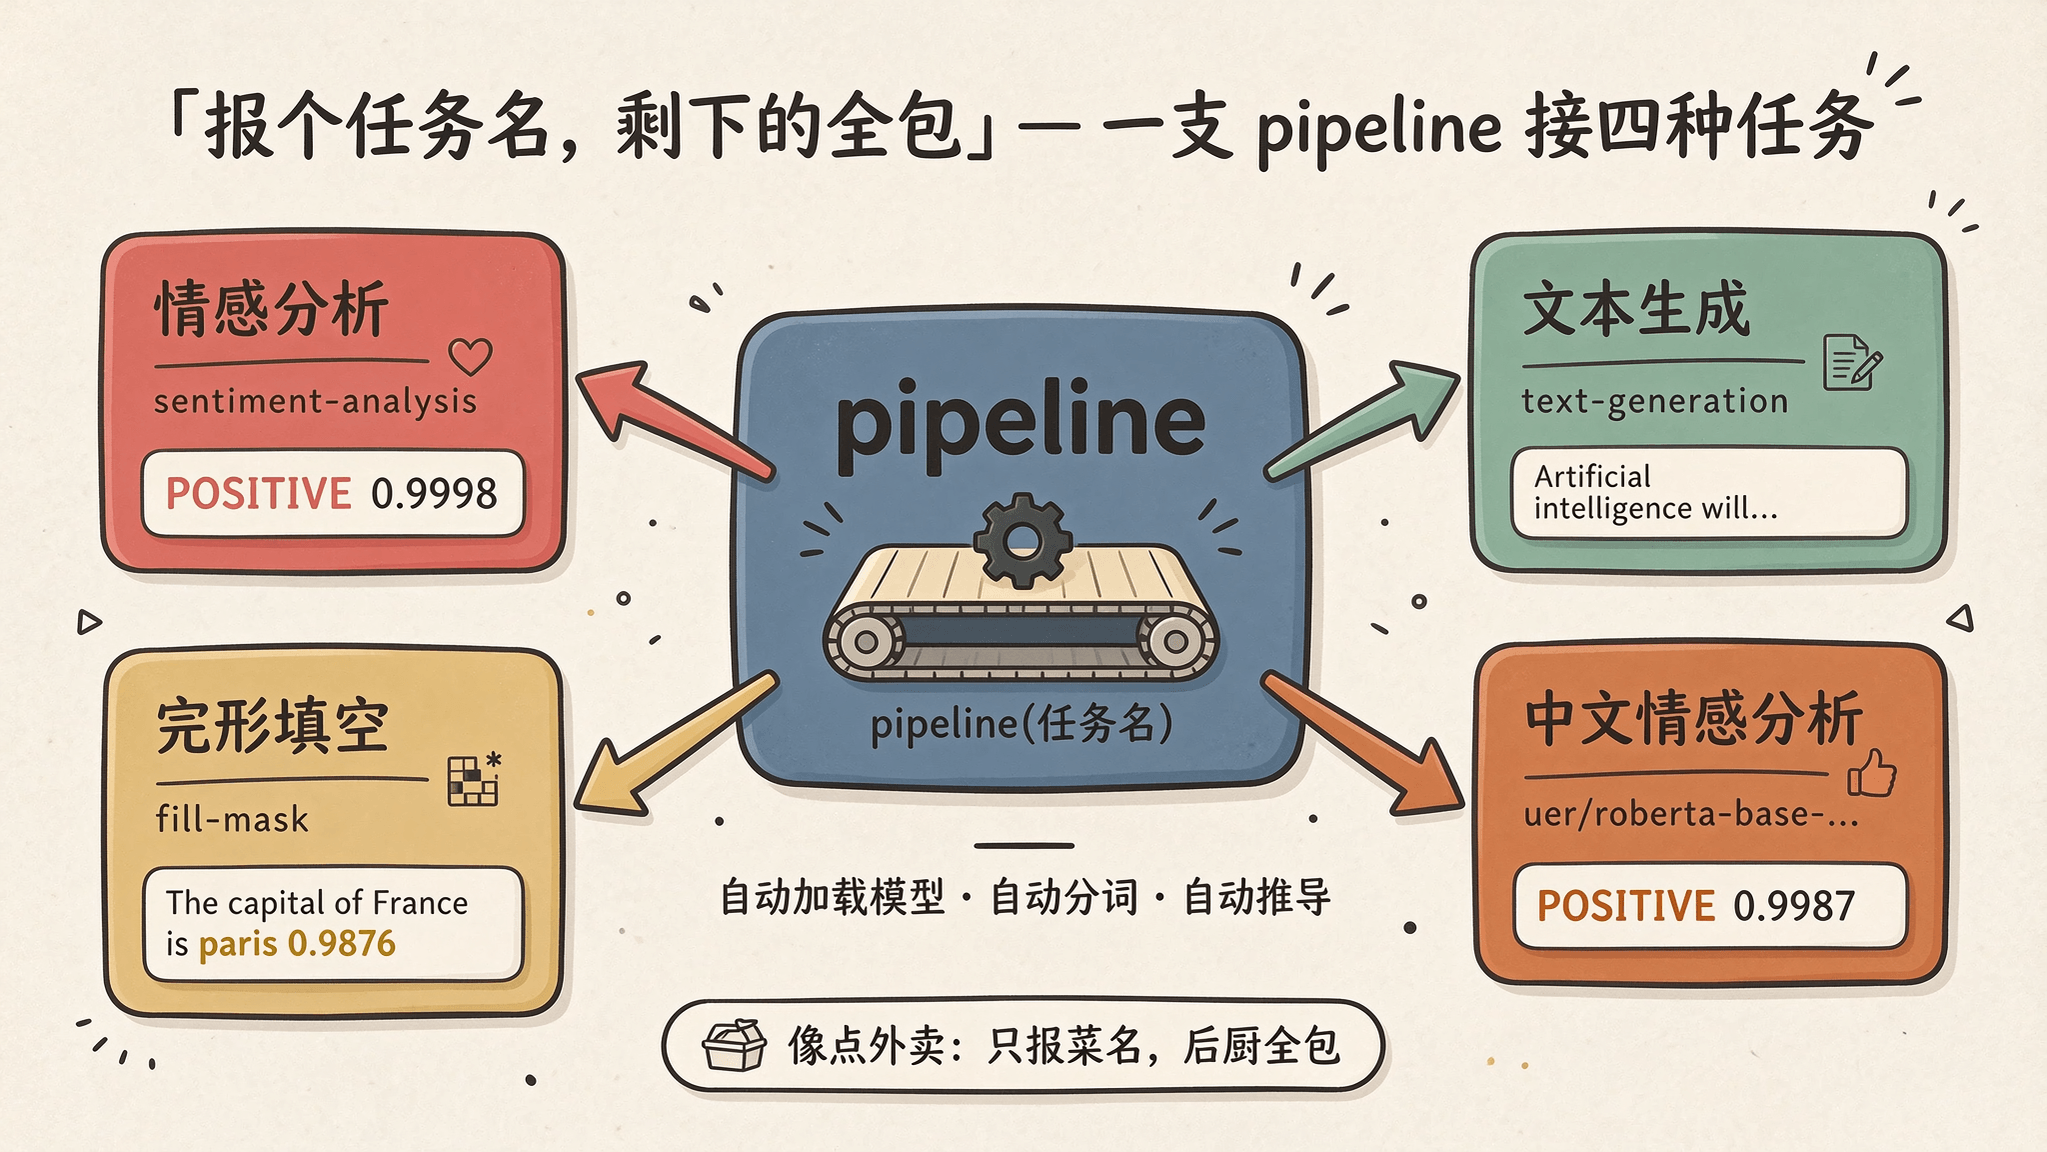 「报个任务名，剩下的全包」— 一支 pipeline 接四种任务
情感分析
sentiment-analysis
POSITIVE 0.9998
完形填空
fill-mask
The capital of France
is paris 0.9876
pipeline
pipeline(任务名)
自动加载模型 · 自动分词 · 自动推导
像点外卖：只报菜名，后厨全包
文本生成
text-generation
Artificial
intelligence will...
中文情感分析
uer/roberta-base-...
POSITIVE 0.9987